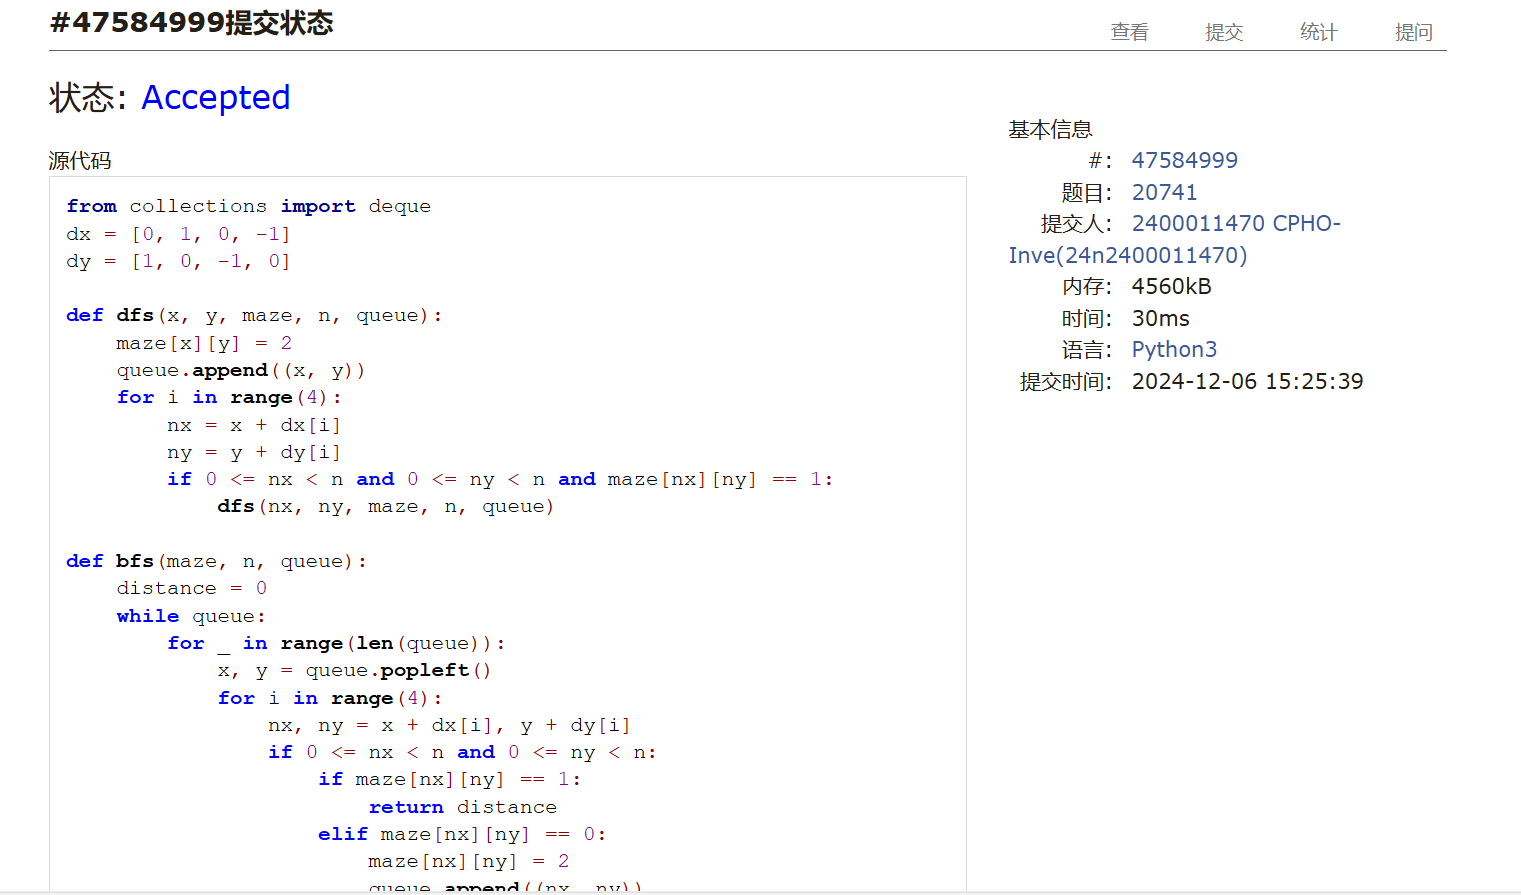 #47584999提交状态
查看 提交 统计 提问
状态: Accepted
源代码
from collections import deque
dx = [0, 1, 0, -1]
dy = [1, 0, -1, 0]
def dfs(x, y, maze, n, queue):
    maze[x][y] = 2
    queue.append((x, y))
    for i in range(4):
        nx = x + dx[i]
        ny = y + dy[i]
        if 0 <= nx < n and 0 <= ny < n and maze[nx][ny] == 1:
            dfs(nx, ny, maze, n, queue)
def bfs(maze, n, queue):
    distance = 0
    while queue:
        for _ in range(len(queue)):
            x, y = queue.popleft()
            for i in range(4):
                nx, ny = x + dx[i], y + dy[i]
                if 0 <= nx < n and 0 <= ny < n:
                    if maze[nx][ny] == 1:
                        return distance
                    elif maze[nx][ny] == 0:
                        maze[nx][ny] = 2
                        queue.append((nx, ny))
基本信息
#: 47584999
题目: 20741
提交人: 2400011470 CPHO-
Inve(24n2400011470)
内存: 4560kB
时间: 30ms
语言: Python3
提交时间: 2024-12-06 15:25:39